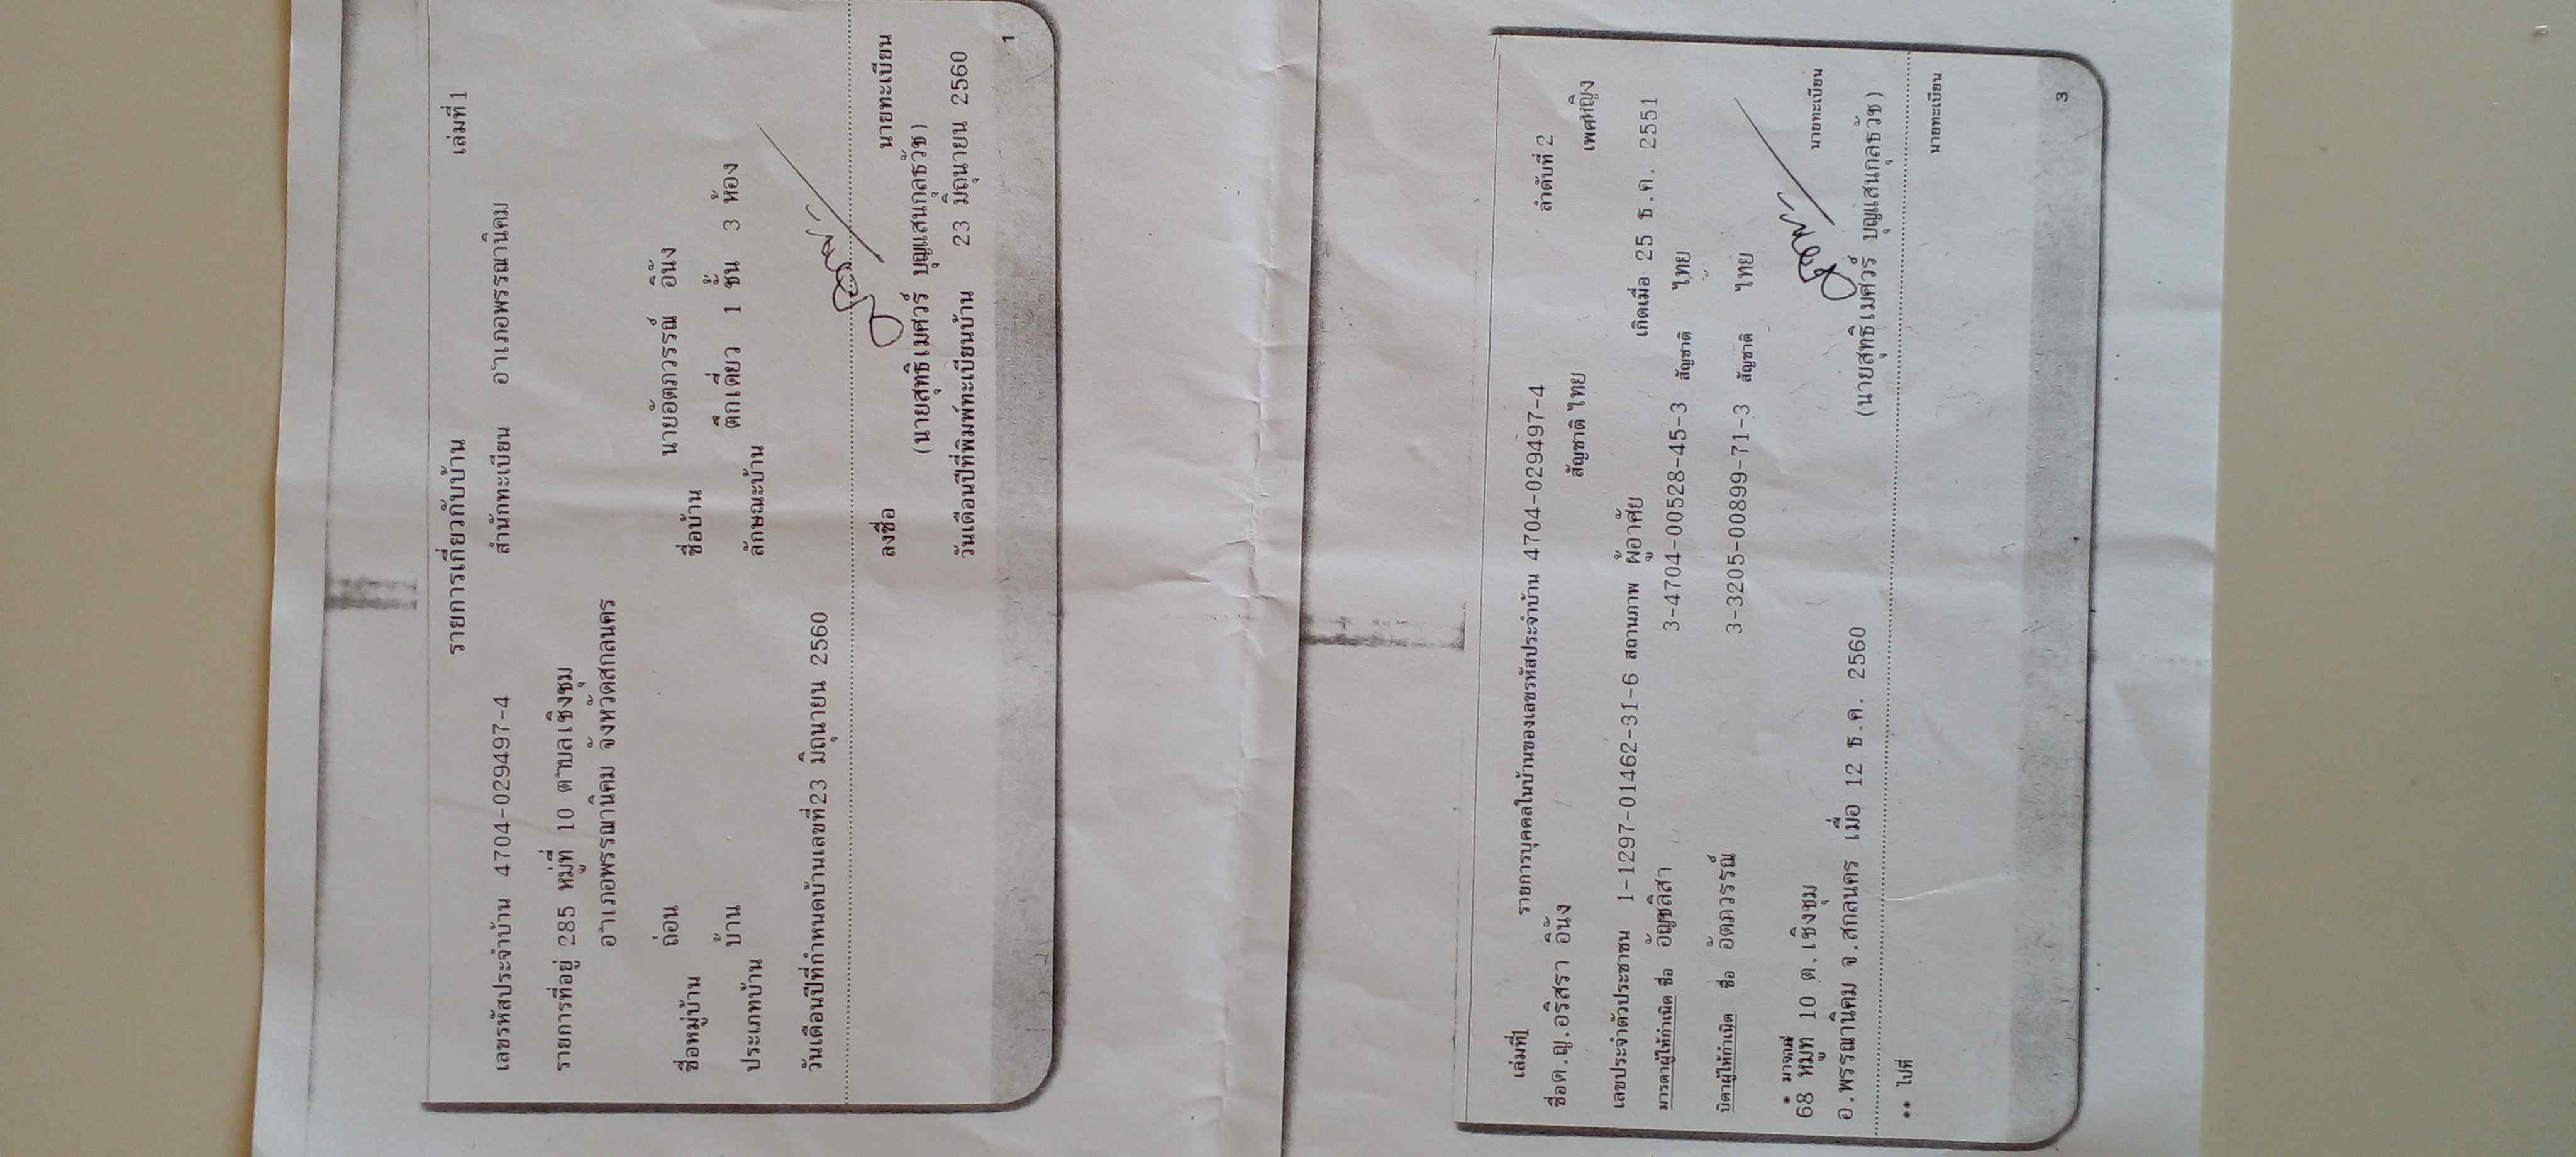 รายการเกี่ยวกับบ้าน เล่มที่ 1
เลขรหัสประจำบ้าน 4704-029497-4 สำนักทะเบียน อำเภอพรรณานิคม
รายการที่อยู่ 285 หมู่ที่ 10 ตำบลเชิงชุม
อำเภอพรรณานิคม จังหวัดสกลนคร
ชื่อหมู่บ้าน ถ่อน ชื่อบ้าน นายอัตภวรรณ์ อินัง
ประเภทบ้าน บ้าน ลักษณะบ้าน ตึกเดี่ยว 1 ชั้น 3 ห้อง
วันเดือนปีที่กำหนดบ้านเลขที่ 23 มิถุนายน 2560
ลงชื่อ นายทะเบียน
(นายสุทธิเมศวร์ บุญแสนกุลธวัช)
วันเดือนปีที่พิมพ์ทะเบียนบ้าน 23 มิถุนายน 2560
1
เล่มที่ 1 รายการบุคคลในบ้านของเลขรหัสประจำบ้าน 4704-029497-4 ลำดับที่ 2
ชื่อ ด.ญ.อริสรา อินัง สัญชาติ ไทย เพศ หญิง
เลขประจำตัวประชาชน 1-1297-01462-31-6 สถานภาพ ผู้อาศัย เกิดเมื่อ 25 ธ.ค. 2551
มารดาผู้ให้กำเนิด ชื่อ อัญชลิสา 3-4704-00528-45-3 สัญชาติ ไทย
บิดาผู้ให้กำเนิด ชื่อ อัตภวรรณ์ 3-3205-00899-71-3 สัญชาติ ไทย
* มาจาก
68 หมู่ที่ 10 ต.เชิงชุม
นายทะเบียน
อ.พรรณานิคม จ.สกลนคร เมื่อ 12 ธ.ค. 2560 (นายสุทธิเมศวร์ บุญแสนกุลธวัช)
** ไปที่ นายทะเบียน
3